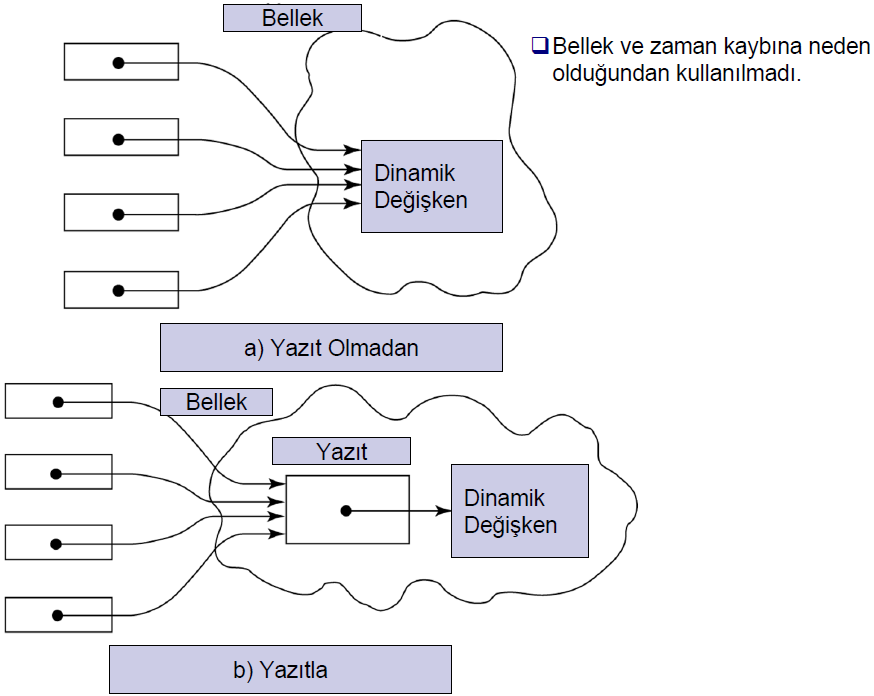 Bellek
Bellek ve zaman kaybına neden
olduğundan kullanılmadı.
Dinamik
Değişken
a) Yazıt Olmadan
Bellek
Yazıt
Dinamik
Değişken
b) Yazıtla